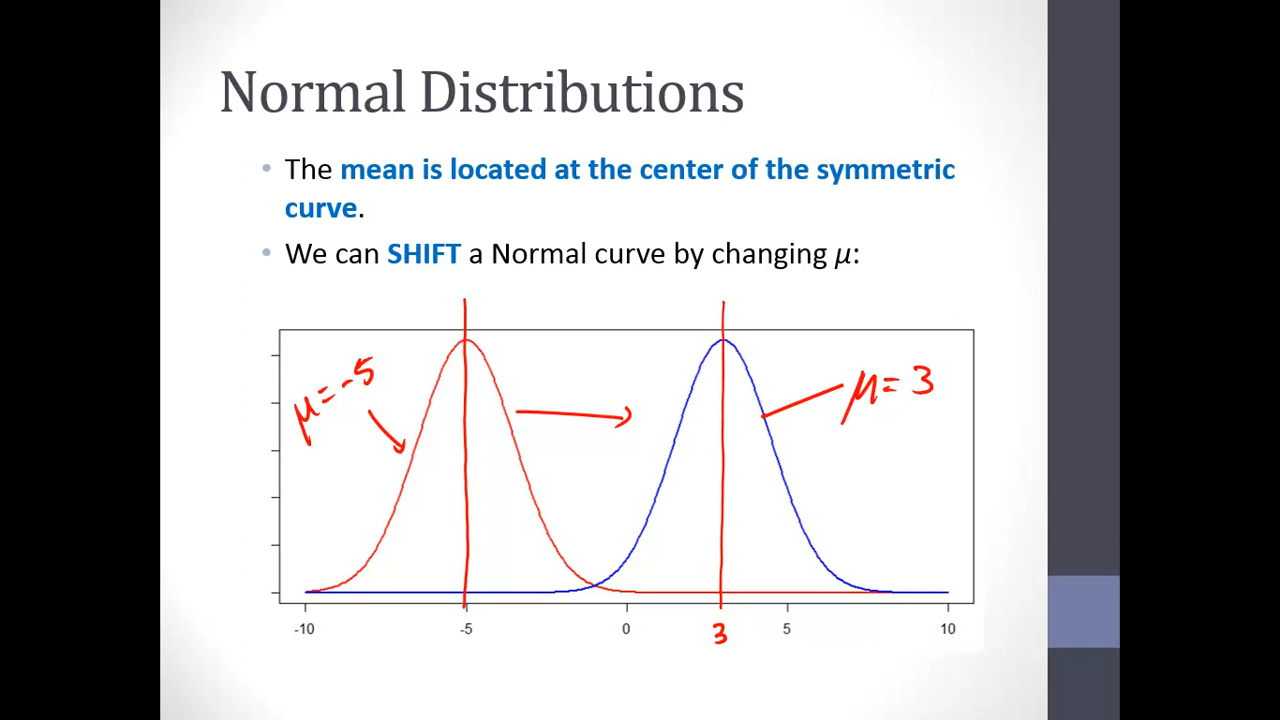 Normal Distributions
• The mean is located at the center of the symmetric
curve.
• We can SHIFT a Normal curve by changing μ:
μ = -5
μ = 3
-10 -5 0 5 10
3